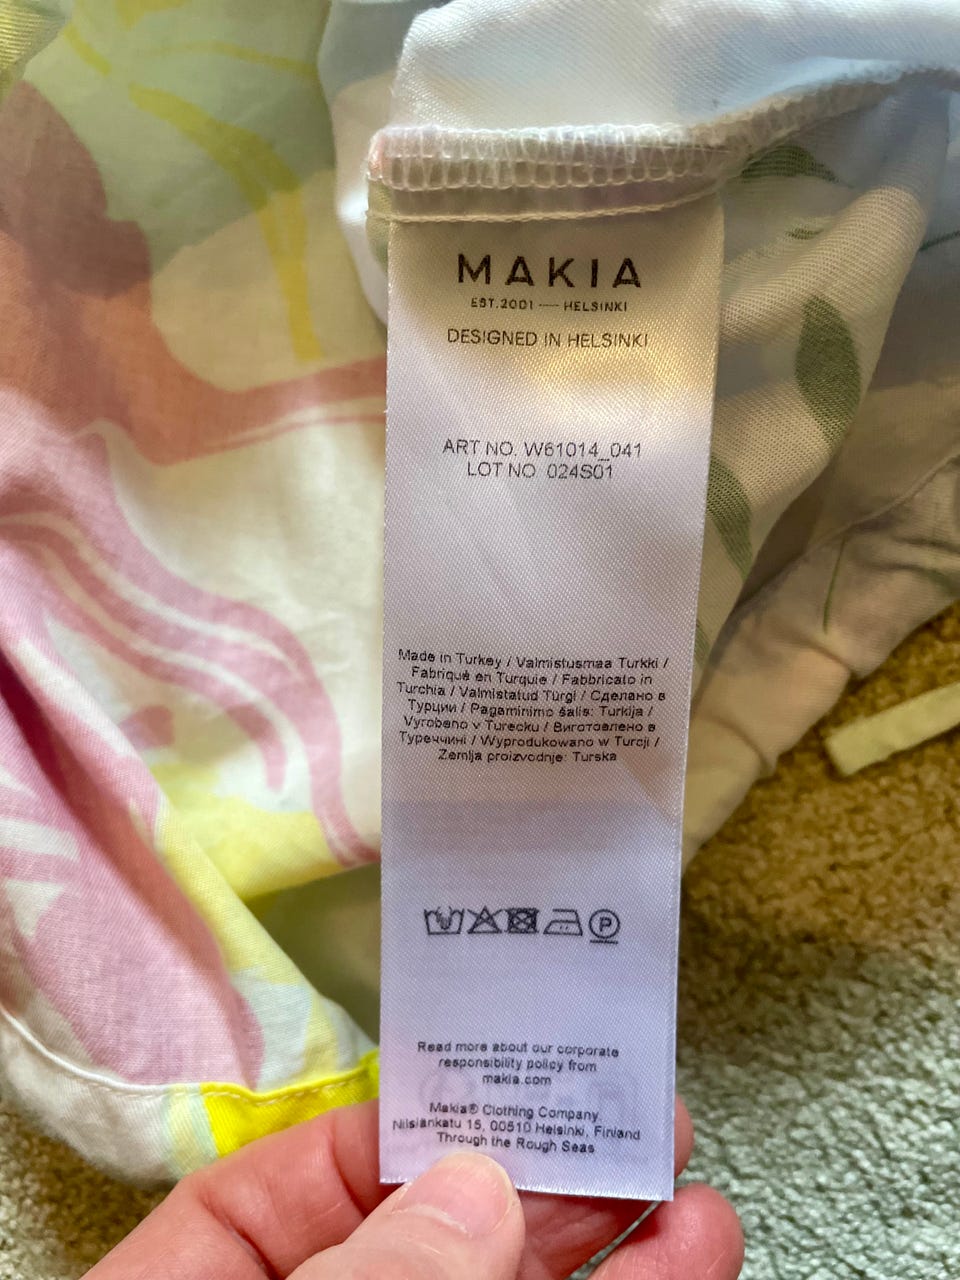 MAKIA
EST.2001 — HELSINKI
DESIGNED IN HELSINKI
ART NO. W61014_041
LOT NO 024S01
Made in Turkey / Valmistusmaa Turkki /
Fabriqué en Turquie / Fabbricato in
Turchia / Valmistatud Türgi / Сделано в
Турции / Pagaminimo šalis: Turkija /
Vyrobeno v Turecku / Виготовлено в
Туреччині / Wyprodukowano w Turcji /
Zemlja proizvodnje: Turska
P
Read more about our corporate
responsibility policy from
makia.com
Makia® Clothing Company
Nilsiankatu 15, 00510 Helsinki, Finland
Through the Rough Seas